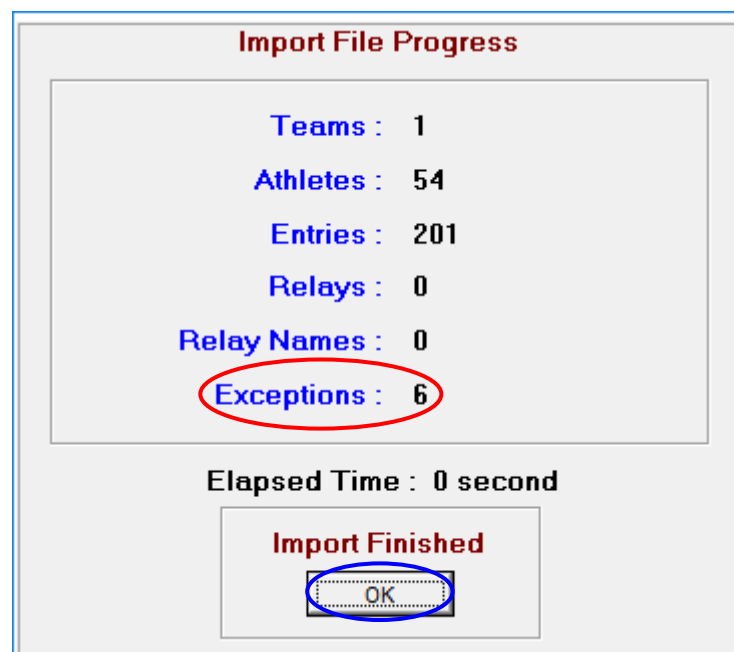 Import File Progress
Teams : 1
Athletes : 54
Entries : 201
Relays : 0
Relay Names : 0
Exceptions : 6
Elapsed Time : 0 second
Import Finished
OK